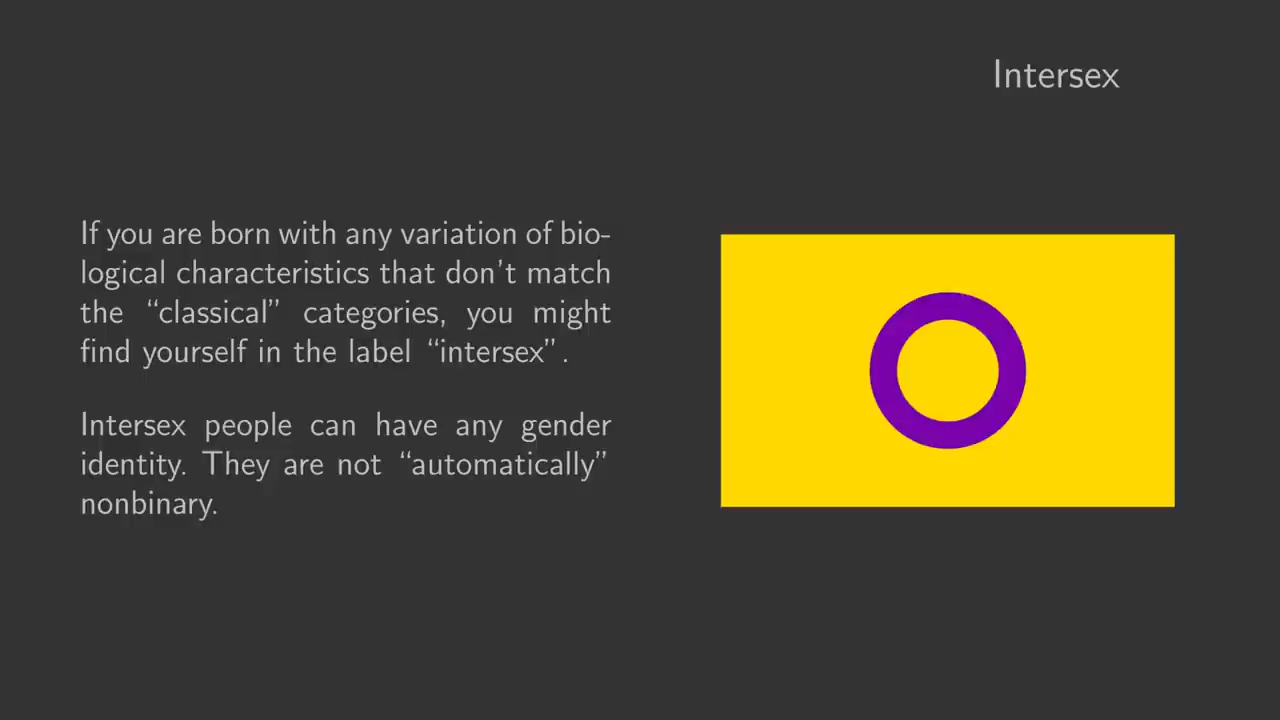 Intersex
If you are born with any variation of bio-
logical characteristics that don't match
the “classical” categories, you might
find yourself in the label “intersex”.
Intersex people can have any gender
identity. They are not “automatically”
nonbinary.